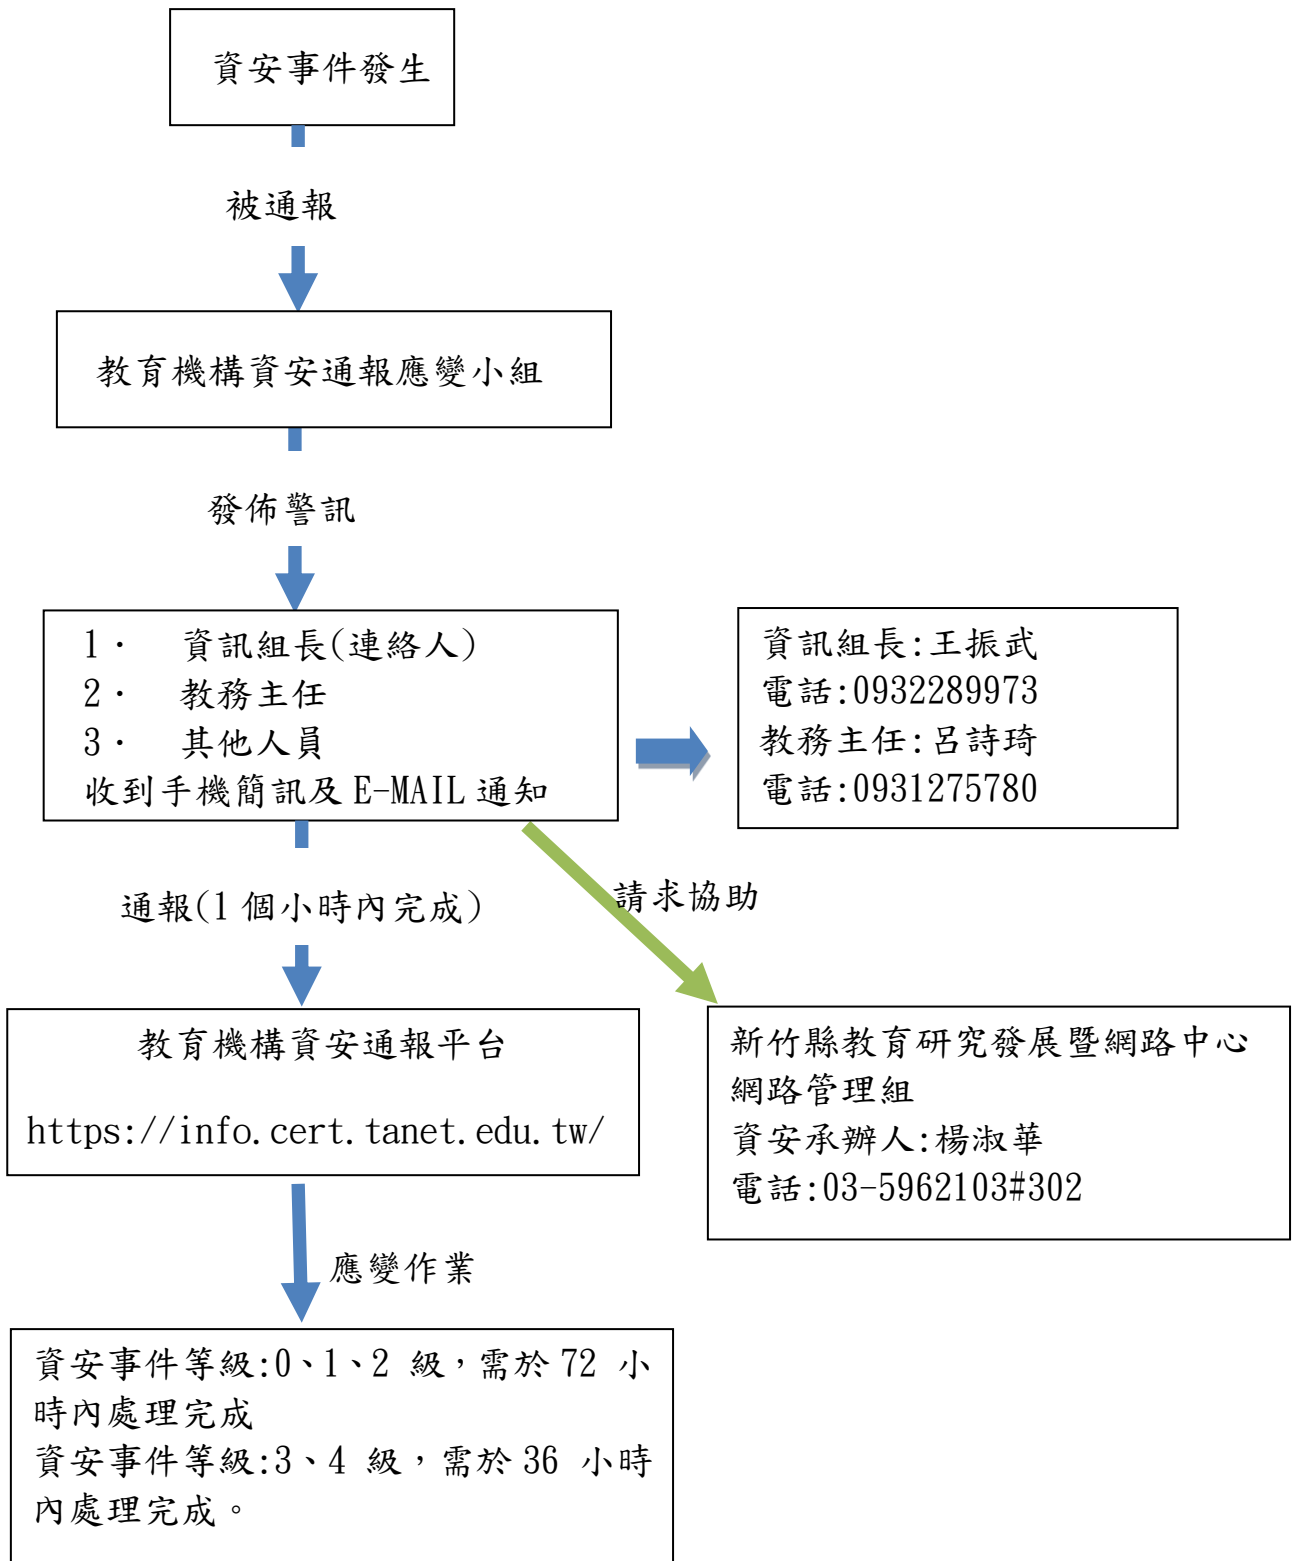 資安事件發生
被通報
教育機構資安通報應變小組
發佈警訊
1. 資訊組長(連絡人)
2. 教務主任
3. 其他人員
收到手機簡訊及 E-MAIL 通知
資訊組長:王振武
電話:0932289973
教務主任:呂詩琦
電話:0931275780
通報(1 個小時內完成)
請求協助
教育機構資安通報平台
https://info.cert.tanet.edu.tw/
新竹縣教育研究發展暨網路中心
網路管理組
資安承辦人:楊淑華
電話:03-5962103#302
應變作業
資安事件等級:0、1、2 級，需於 72 小
時內處理完成
資安事件等級:3、4 級，需於 36 小時
內處理完成。